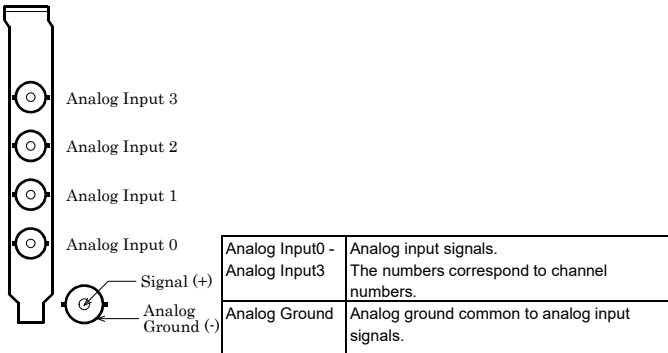 Analog Input 3
Analog Input 2
Analog Input 1
Analog Input 0
Signal (+)
Analog
Ground (-)
Analog Input0 -
Analog Input3
Analog input signals.
The numbers correspond to channel
numbers.
Analog Ground
Analog ground common to analog input
signals.